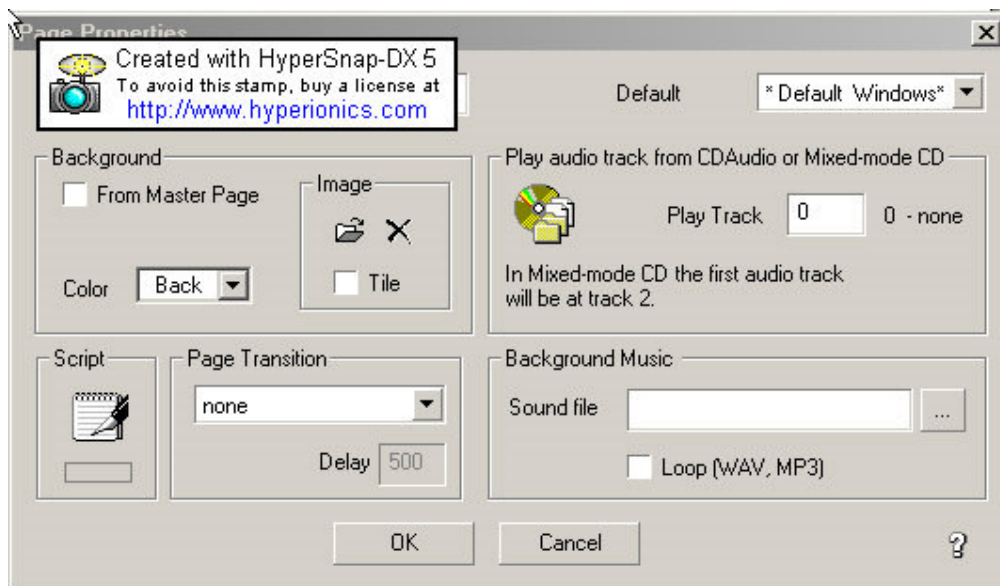 Page Properties
Created with HyperSnap-DX 5
To avoid this stamp, buy a license at
http://www.hyperionics.com
Default
*Default Windows*
Background
From Master Page
Image
Color
Back
Tile
Play audio track from CDAudio or Mixed-mode CD
Play Track
0
0 - none
In Mixed-mode CD the first audio track
will be at track 2.
Script
Page Transition
none
Delay
500
Background Music
Sound file
...
Loop (WAV, MP3)
OK
Cancel
?